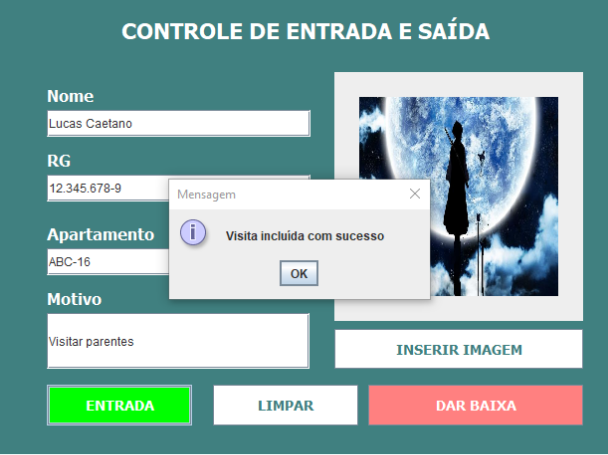 CONTROLE DE ENTRADA E SAÍDA
Nome
Lucas Caetano
RG
12.345.678-9
Mensagem
Visita incluída com sucesso
OK
Apartamento
ABC-16
Motivo
Visitar parentes
INSERIR IMAGEM
ENTRADA
LIMPAR
DAR BAIXA